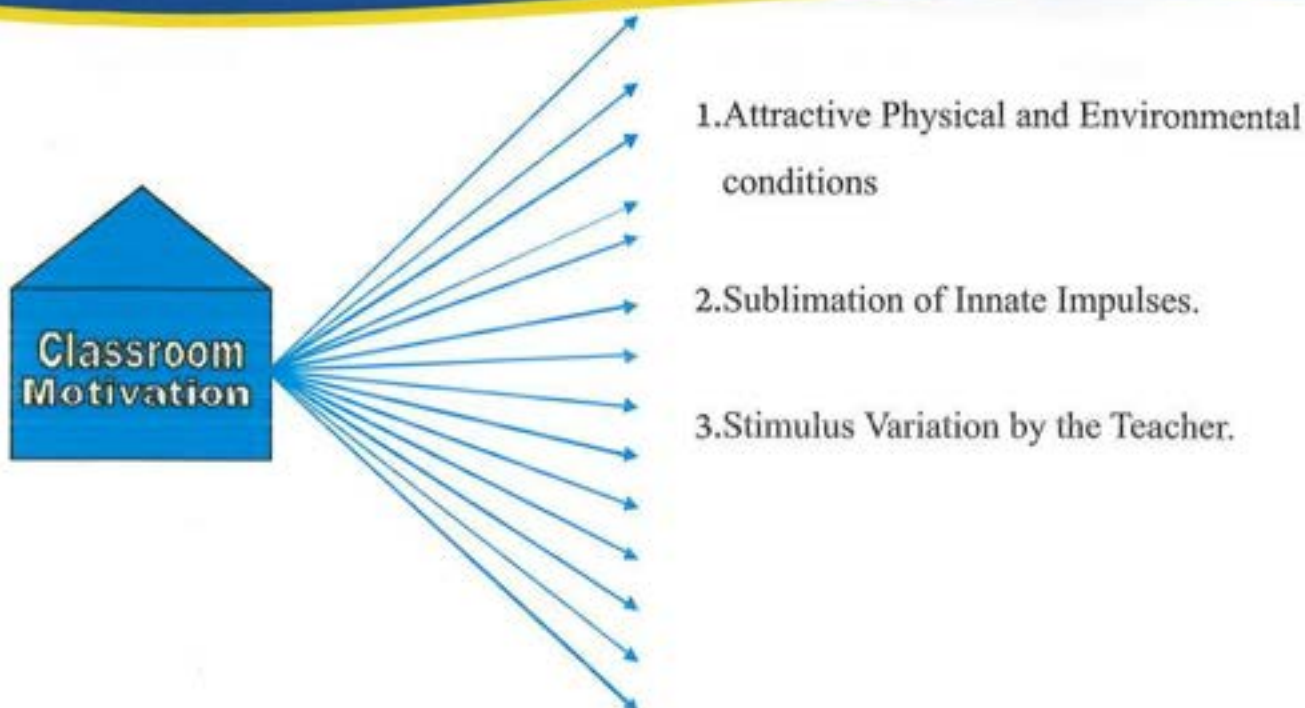 Classroom
Motivation
1.Attractive Physical and Environmental
conditions
2.Sublimation of Innate Impulses.
3.Stimulus Variation by the Teacher.